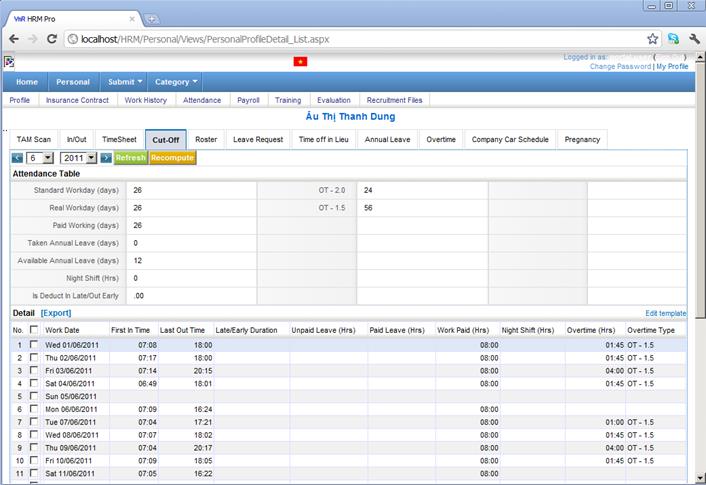 VnR HRM Pro
localhost/HRM/Personal/Views/PersonalProfileDetail_List.aspx
Logged in as:
Change Password | My Profile
Home Personal Submit Category
Profile Insurance Contract Work History Attendance Payroll Training Evaluation Recruitment Files
Âu Thị Thanh Dung
TAM Scan In/Out TimeSheet Cut-Off Roster Leave Request Time off in Lieu Annual Leave Overtime Company Car Schedule Pregnancy
6 2011 Refresh Recompute
Attendance Table
Standard Workday (days) 26 OT - 2.0 24
Real Workday (days) 26 OT - 1.5 56
Paid Working (days) 26
Taken Annual Leave (days) 0
Available Annual Leave (days) 12
Night Shift (Hrs) 0
Is Deduct In Late/Out Early .00
Detail [Export] Edit template
No. Work Date First In Time Last Out Time Late/Early Duration Unpaid Leave (Hrs) Paid Leave (Hrs) Work Paid (Hrs) Night Shift (Hrs) Overtime (Hrs) Overtime Type
1 Wed 01/06/2011 07:08 18:00 08:00 01:45 OT - 1.5
2 Thu 02/06/2011 07:17 18:00 08:00 01:45 OT - 1.5
3 Fri 03/06/2011 07:14 20:15 08:00 04:00 OT - 1.5
4 Sat 04/06/2011 06:49 18:01 08:00 01:45 OT - 1.5
5 Sun 05/06/2011
6 Mon 06/06/2011 07:09 16:24 08:00
7 Tue 07/06/2011 07:04 17:21 08:00 01:00 OT - 1.5
8 Wed 08/06/2011 07:07 18:02 08:00 01:45 OT - 1.5
9 Thu 09/06/2011 07:04 20:17 08:00 04:00 OT - 1.5
10 Fri 10/06/2011 07:09 18:05 08:00 01:45 OT - 1.5
11 Sat 11/06/2011 07:05 16:22 08:00